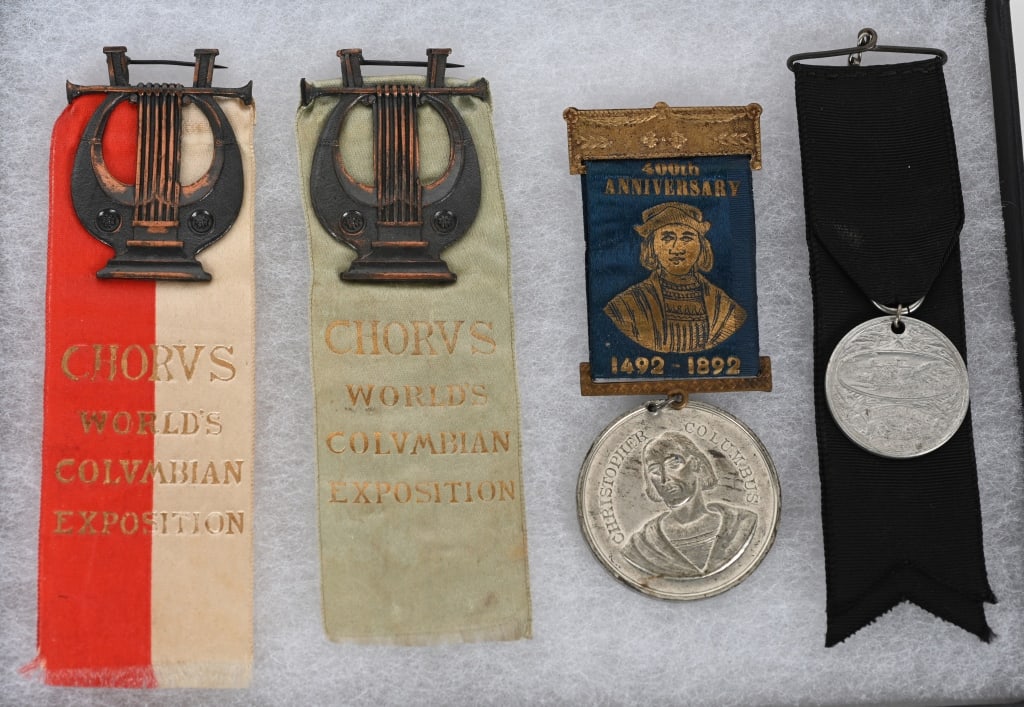 CHORVS
WORLD'S
COLVMBIAN
EXPOSITION
CHORVS
WORLD'S
COLVMBIAN
EXPOSITION
400th
ANNIVERSARY
1492-1892
CHRISTOPHER COLUMBUS